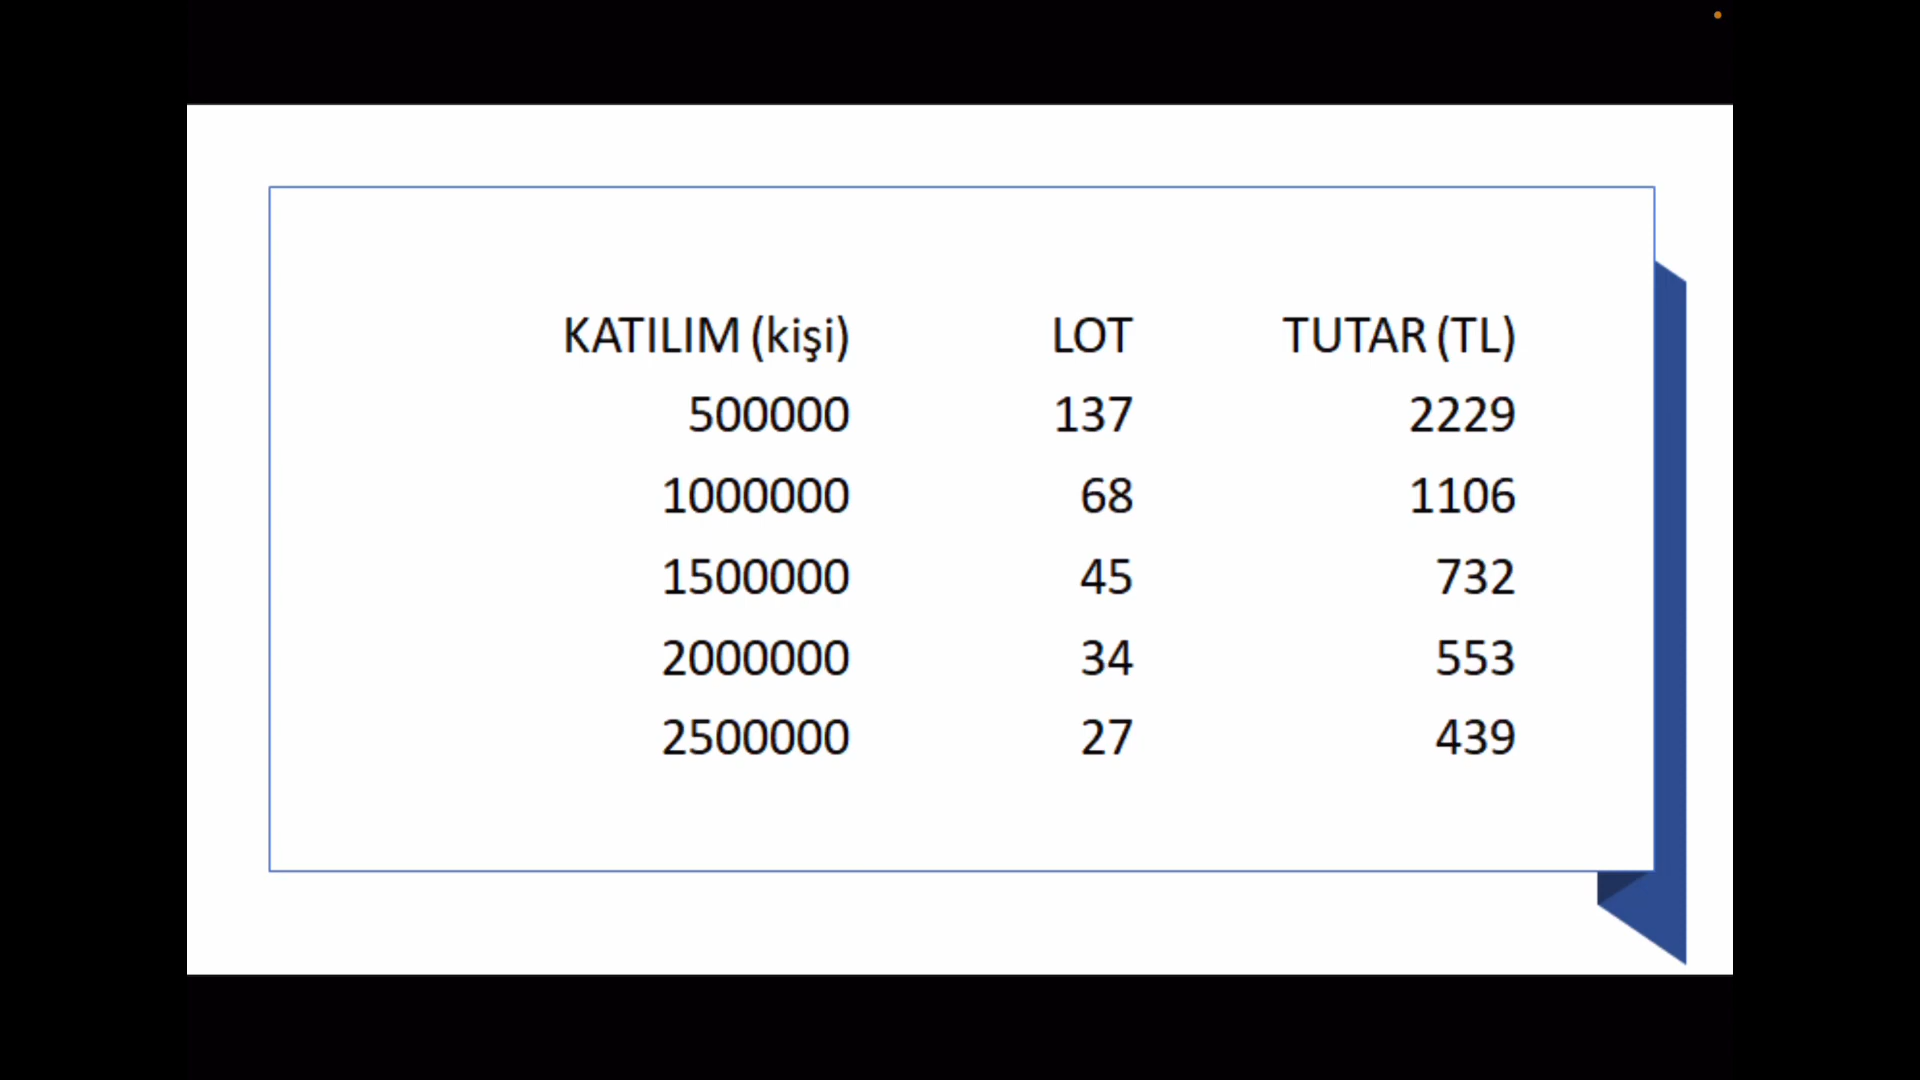 KATILIM (kişi) LOT TUTAR (TL)
500000 137 2229
1000000 68 1106
1500000 45 732
2000000 34 553
2500000 27 439